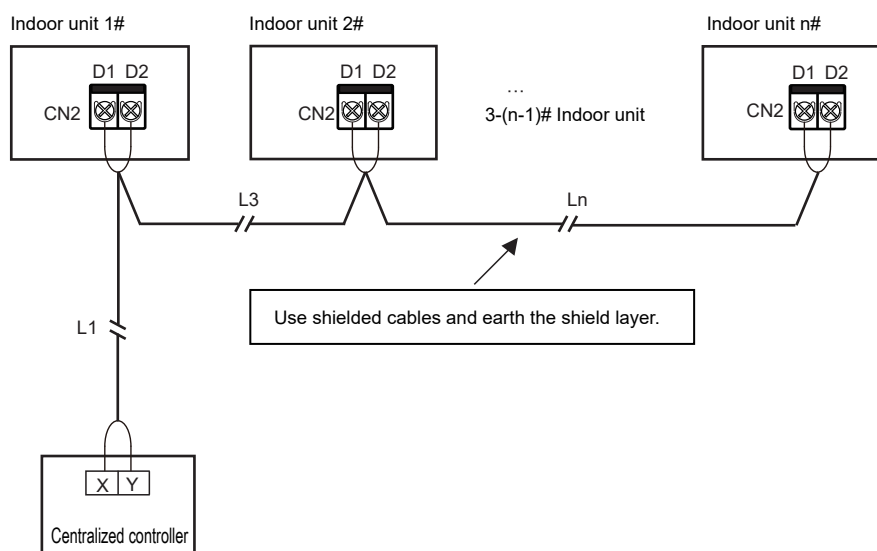 Indoor unit 1#
Indoor unit 2#
Indoor unit n#
D1 D2
CN2
D1 D2
CN2
...
3-(n-1)# Indoor unit
D1 D2
CN2
L3
Ln
Use shielded cables and earth the shield layer.
L1
X Y
Centralized controller